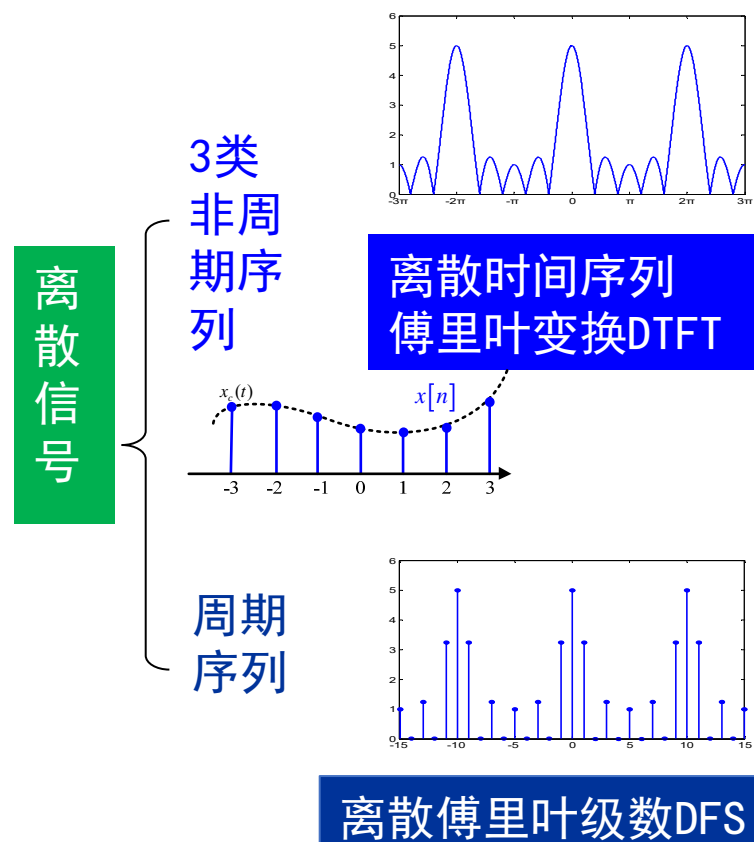 离
散
信
号
3类
非周
期序
列
6
5
4
3
2
1
0
-3π -2π -π 0 π 2π 3π
离散时间序列
傅里叶变换DTFT
x_c(t)
x[n]
-3 -2 -1 0 1 2 3
周期
序列
6
5
4
3
2
1
0
-15 -10 -5 0 5 10 15
离散傅里叶级数DFS